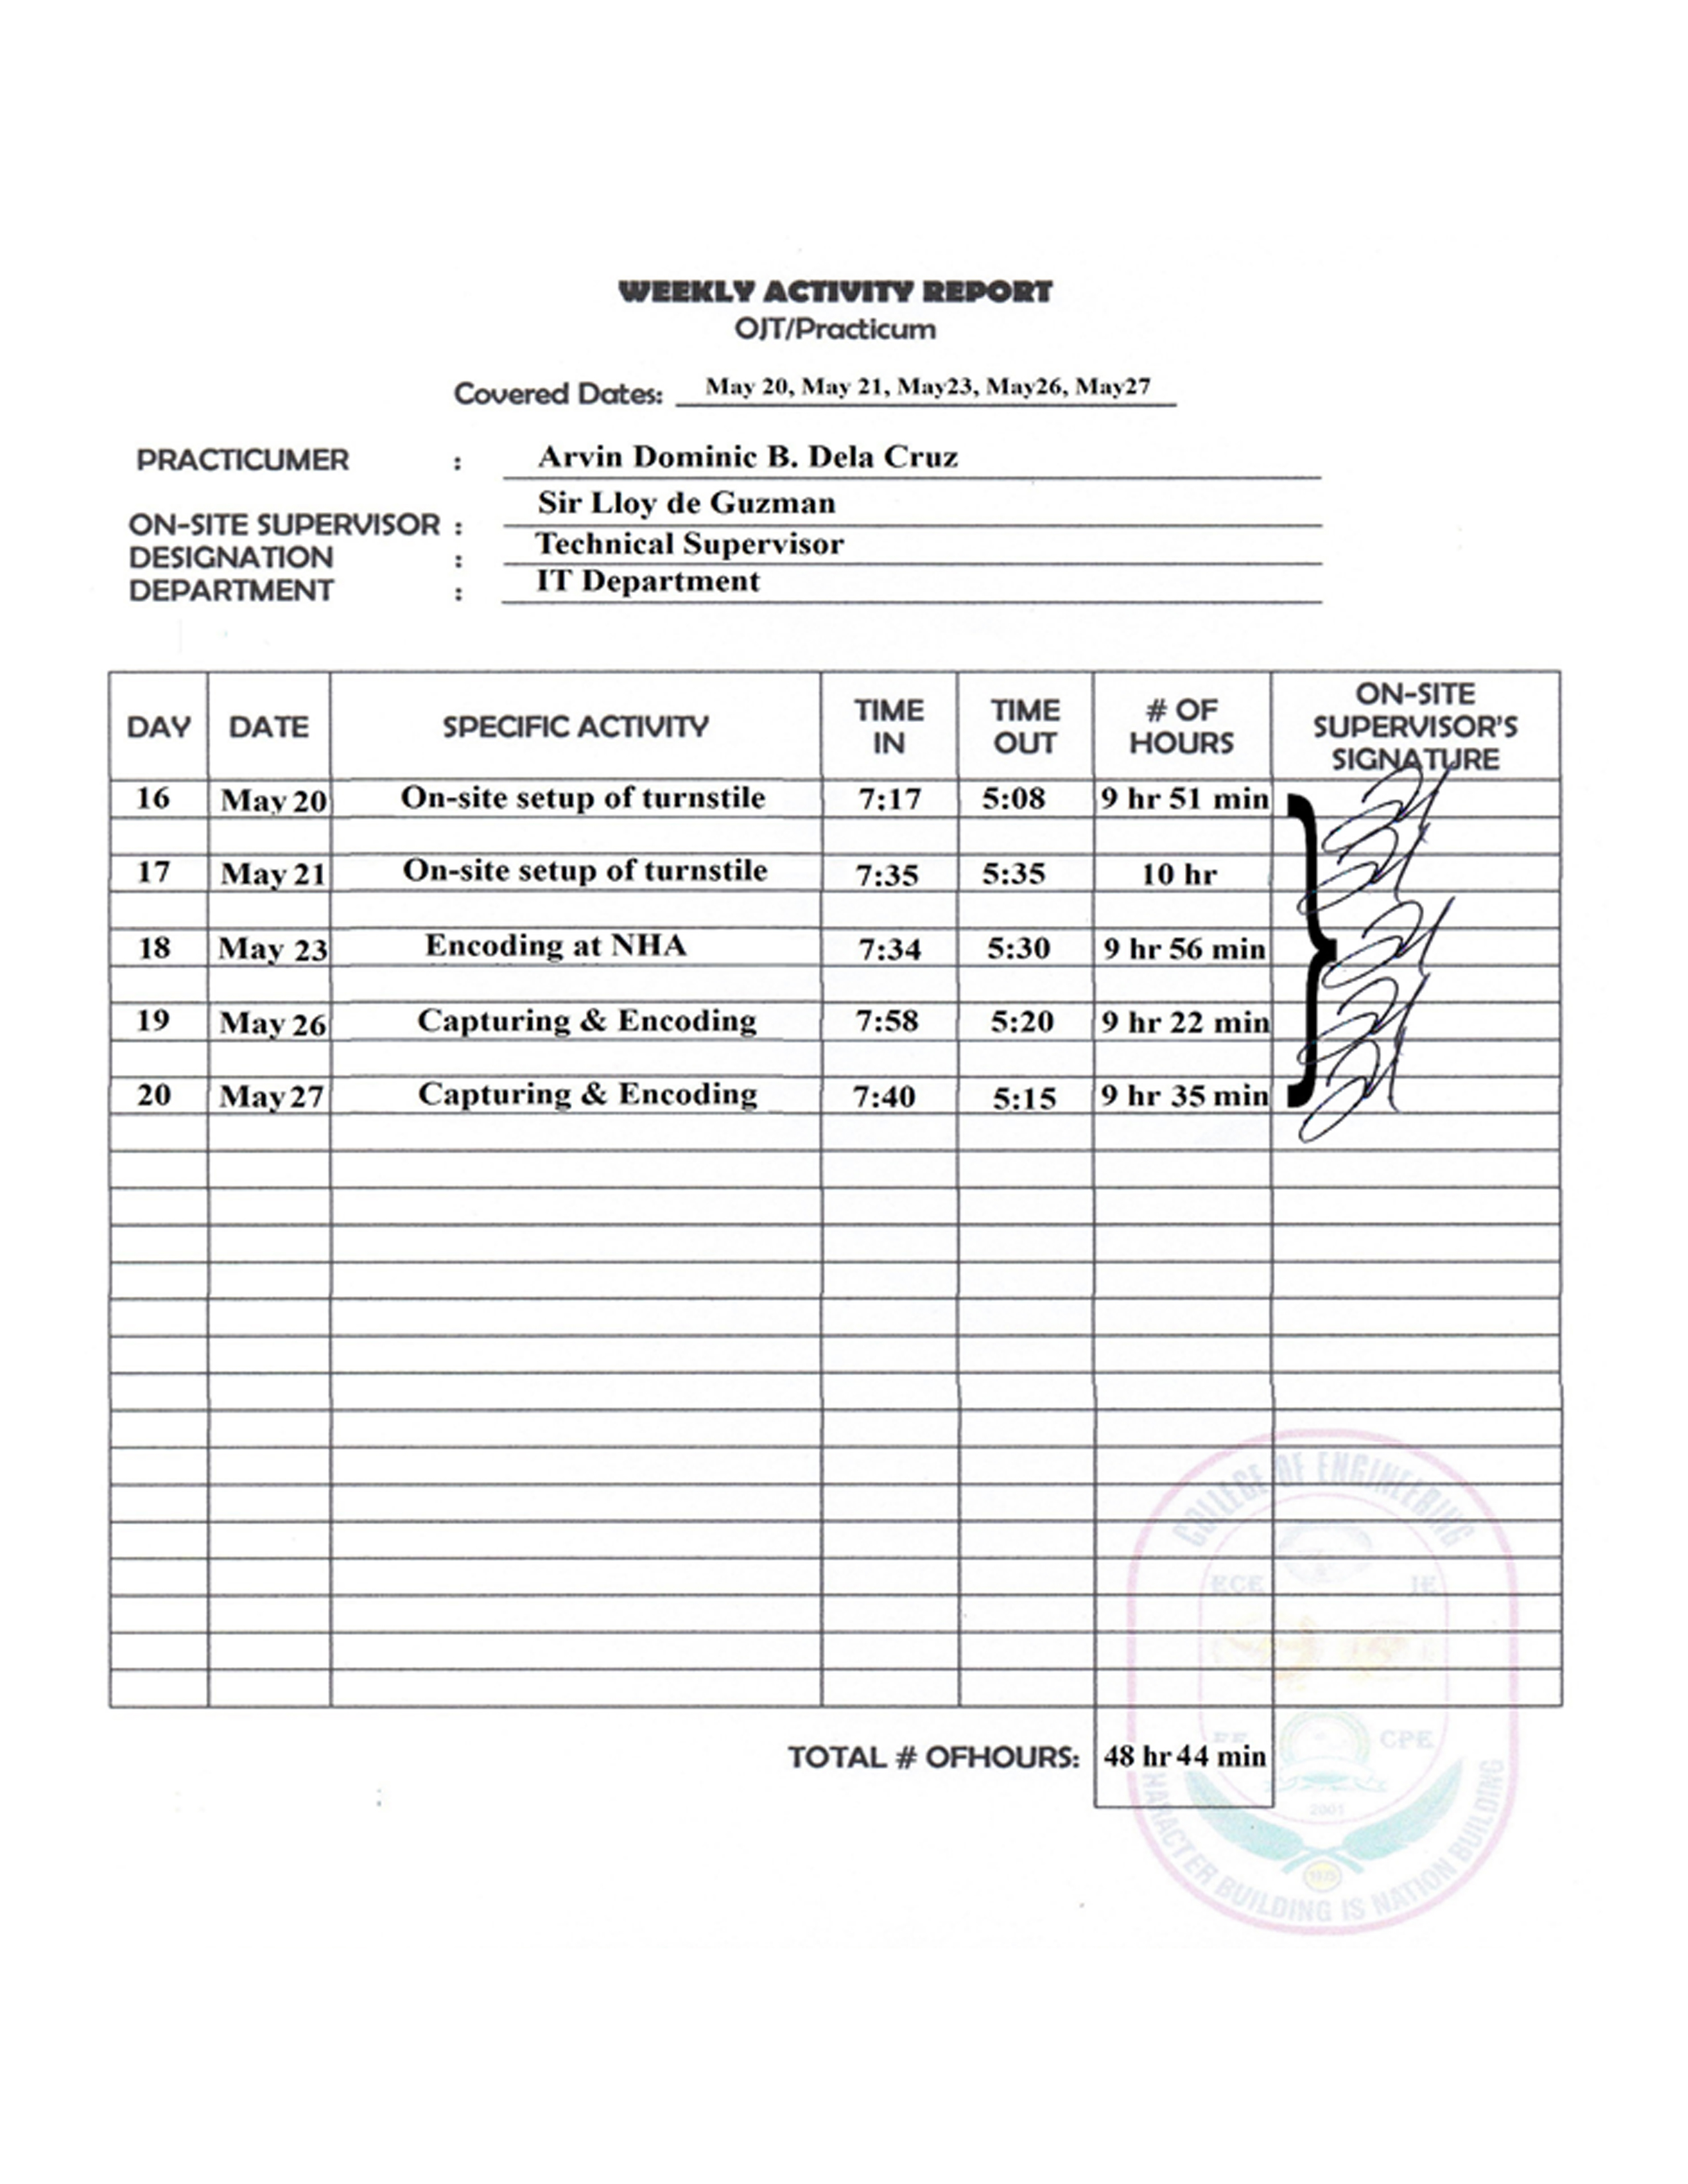 WEEKLY ACTIVITY REPORT
OJT/Practicum
Covered Dates: May 20, May 21, May23, May26, May27
PRACTICUMER : Arvin Dominic B. Dela Cruz
ON-SITE SUPERVISOR : Sir Lloy de Guzman
DESIGNATION : Technical Supervisor
DEPARTMENT : IT Department
DAY DATE SPECIFIC ACTIVITY TIME IN TIME OUT # OF HOURS ON-SITE SUPERVISOR'S SIGNATURE
16 May 20 On-site setup of turnstile 7:17 5:08 9 hr 51 min
17 May 21 On-site setup of turnstile 7:35 5:35 10 hr
18 May 23 Encoding at NHA 7:34 5:30 9 hr 56 min
19 May 26 Capturing & Encoding 7:58 5:20 9 hr 22 min
20 May 27 Capturing & Encoding 7:40 5:15 9 hr 35 min
TOTAL # OFHOURS: 48 hr 44 min
COLLEGE OF ENGINEERING
ECE IE
CPE
2001
1925
BUILDING IS NATION BUILDING